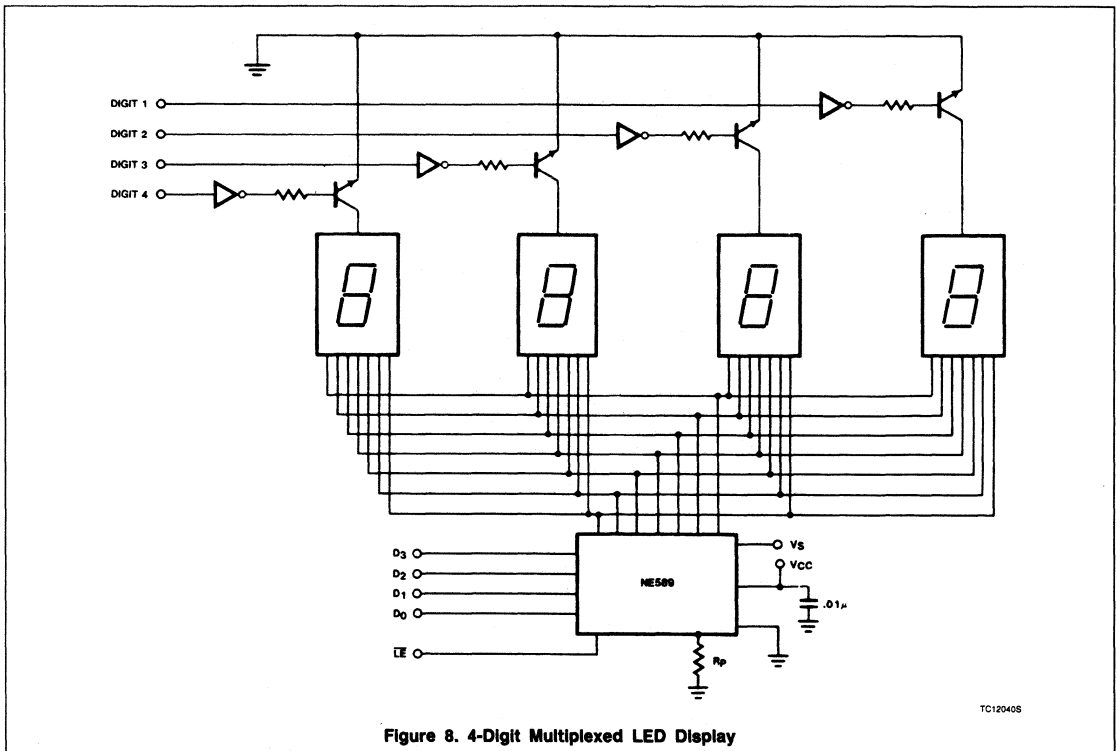 DIGIT 1
DIGIT 2
DIGIT 3
DIGIT 4
D3
D2
D1
D0
LE
NE589
VS
VCC
.01μ
Rp
TC12040S
Figure 8. 4-Digit Multiplexed LED Display